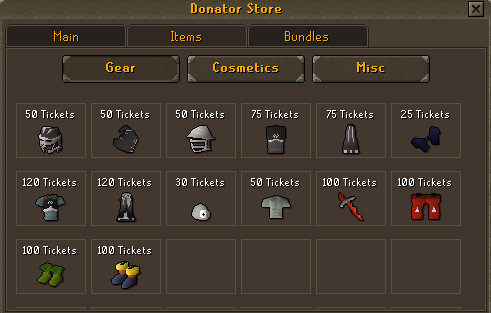 Donator Store
Main Items Bundles
Gear Cosmetics Misc
50 Tickets 50 Tickets 50 Tickets 75 Tickets 75 Tickets 25 Tickets
120 Tickets 120 Tickets 30 Tickets 50 Tickets 100 Tickets 100 Tickets
100 Tickets 100 Tickets